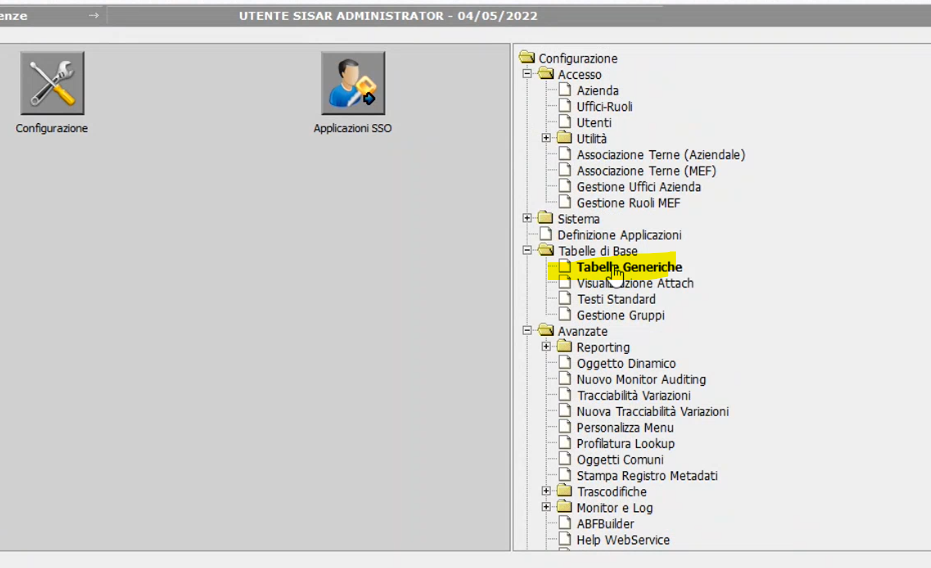 enze → UTENTE SISAR ADMINISTRATOR - 04/05/2022
Configurazione
Applicazioni SSO
Configurazione
Accesso
Azienda
Uffici-Ruoli
Utenti
Utilità
Associazione Terne (Aziendale)
Associazione Terne (MEF)
Gestione Uffici Azienda
Gestione Ruoli MEF
Sistema
Definizione Applicazioni
Tabelle di Base
Tabelle Generiche
Visualizzazione Attach
Testi Standard
Gestione Gruppi
Avanzate
Reporting
Oggetto Dinamico
Nuovo Monitor Auditing
Tracciabilità Variazioni
Nuova Tracciabilità Variazioni
Personalizza Menu
Profilatura Lookup
Oggetti Comuni
Stampa Registro Metadati
Trascodifiche
Monitor e Log
ABFBuilder
Help WebService